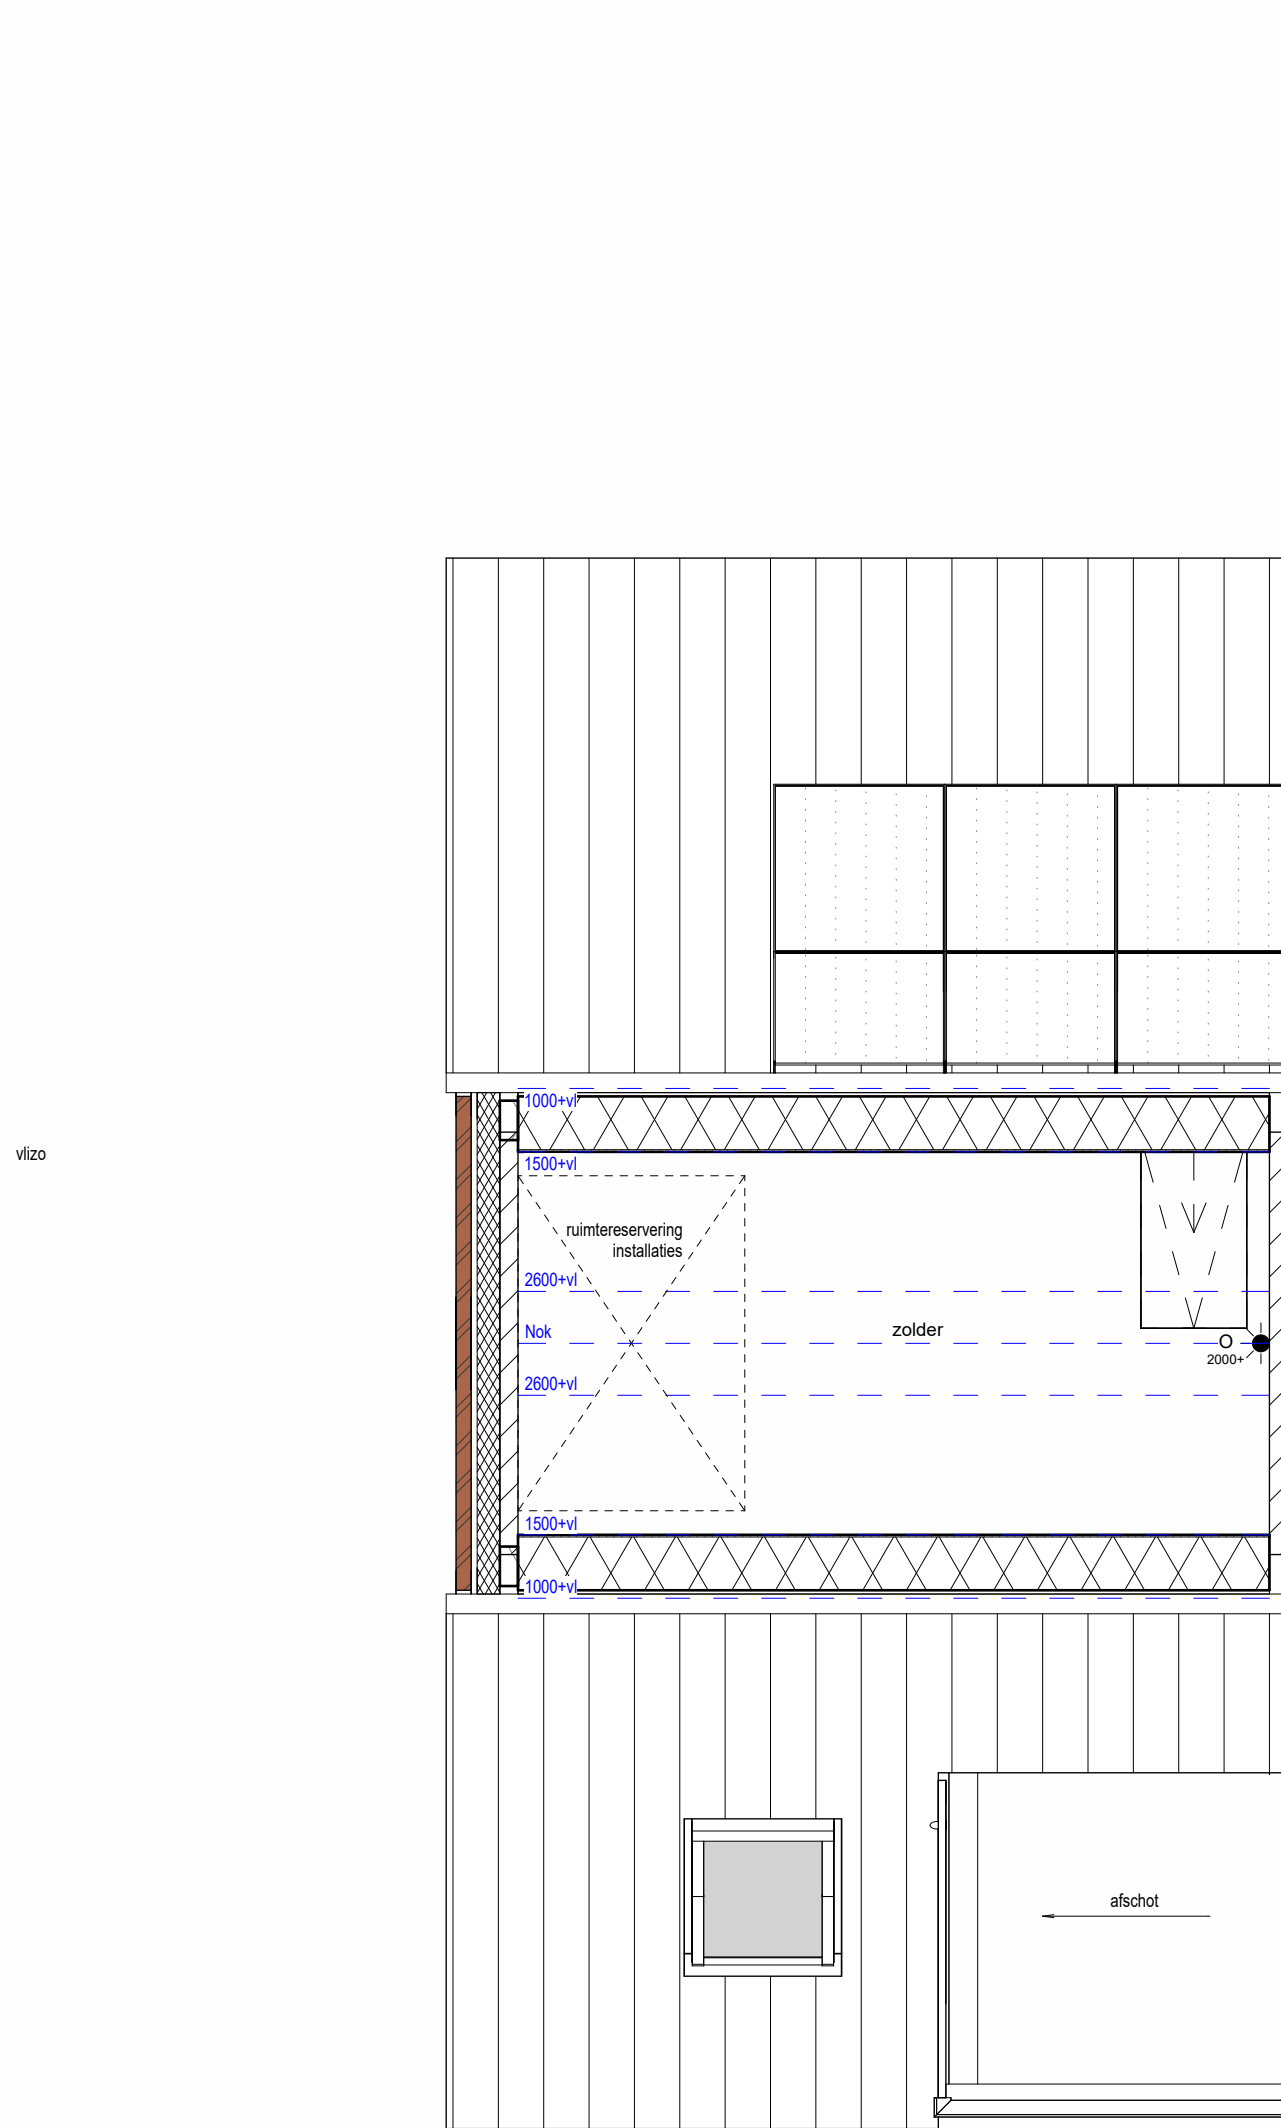 1000+vl
vlizo
1500+vl
ruimtereservering
installaties
2600+vl
Nok
zolder
O
2000+
2600+vl
1500+vl
1000+vl
afschot